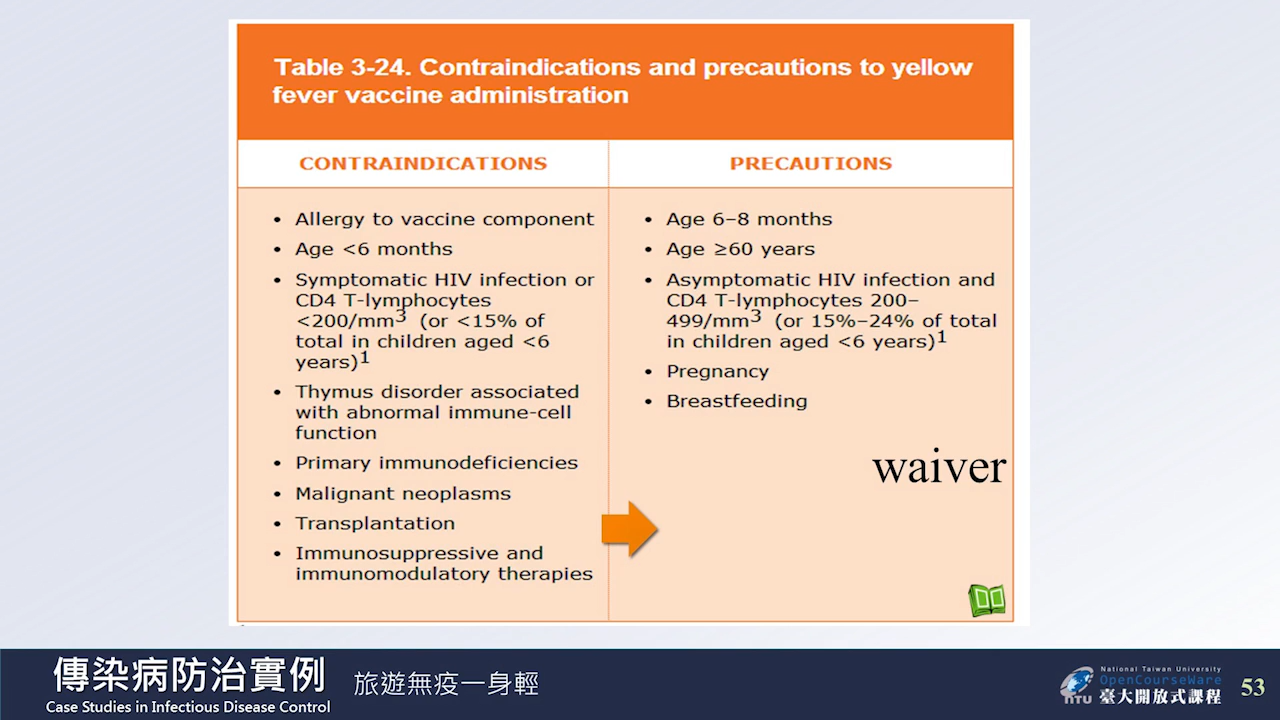 Table 3-24. Contraindications and precautions to yellow
fever vaccine administration
CONTRAINDICATIONS
• Allergy to vaccine component
• Age <6 months
• Symptomatic HIV infection or
CD4 T-lymphocytes
<200/mm3 (or <15% of
total in children aged <6
years)1
• Thymus disorder associated
with abnormal immune-cell
function
• Primary immunodeficiencies
• Malignant neoplasms
• Transplantation
• Immunosuppressive and
immunomodulatory therapies
PRECAUTIONS
• Age 6–8 months
• Age ≥60 years
• Asymptomatic HIV infection and
CD4 T-lymphocytes 200–
499/mm3 (or 15%–24% of total
in children aged <6 years)1
• Pregnancy
• Breastfeeding
waiver
傳染病防治實例
Case Studies in Infectious Disease Control
旅遊無疫一身輕
National Taiwan University
OpenCourseWare
臺大開放式課程
NTU
53